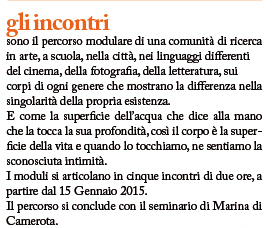 gli incontri
sono il percorso modulare di una comunità di ricerca
in arte, a scuola, nella città, nei linguaggi differenti
del cinema, della fotografia, della letteratura, sui
corpi di ogni genere che mostrano la differenza nella
singolarità della propria esistenza.
E come la superficie dell'acqua che dice alla mano
che la tocca la sua profondità, così il corpo è la super-
ficie della vita e quando lo tocchiamo, ne sentiamo la
sconosciuta intimità.
I moduli si articolano in cinque incontri di due ore, a
partire dal 15 Gennaio 2015.
Il percorso si conclude con il seminario di Marina di
Camerota.